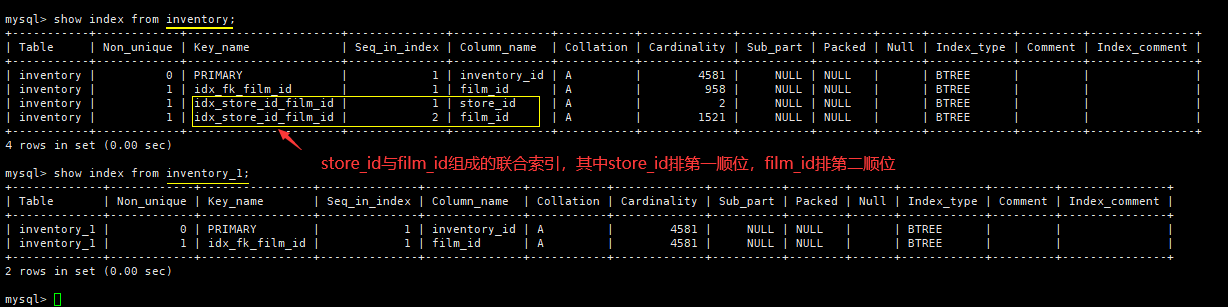 mysql> show index from inventory;
+-----------+------------+----------------------+--------------+--------------+-----------+-------------+----------+--------+------+------------+---------+---------------+
| Table | Non_unique | Key_name | Seq_in_index | Column_name | Collation | Cardinality | Sub_part | Packed | Null | Index_type | Comment | Index_comment |
+-----------+------------+----------------------+--------------+--------------+-----------+-------------+----------+--------+------+------------+---------+---------------+
| inventory | 0 | PRIMARY | 1 | inventory_id | A | 4581 | NULL | NULL | | BTREE | | |
| inventory | 1 | idx_fk_film_id | 1 | film_id | A | 958 | NULL | NULL | | BTREE | | |
| inventory | 1 | idx_store_id_film_id | 1 | store_id | A | 2 | NULL | NULL | | BTREE | | |
| inventory | 1 | idx_store_id_film_id | 2 | film_id | A | 1521 | NULL | NULL | | BTREE | | |
+-----------+------------+----------------------+--------------+--------------+-----------+-------------+----------+--------+------+------------+---------+---------------+
4 rows in set (0.00 sec)
store_id与film_id组成的联合索引，其中store_id排第一顺位，film_id排第二顺位
mysql> show index from inventory_1;
+-------------+------------+----------------+--------------+--------------+-----------+-------------+----------+--------+------+------------+---------+---------------+
| Table | Non_unique | Key_name | Seq_in_index | Column_name | Collation | Cardinality | Sub_part | Packed | Null | Index_type | Comment | Index_comment |
+-------------+------------+----------------+--------------+--------------+-----------+-------------+----------+--------+------+------------+---------+---------------+
| inventory_1 | 0 | PRIMARY | 1 | inventory_id | A | 4581 | NULL | NULL | | BTREE | | |
| inventory_1 | 1 | idx_fk_film_id | 1 | film_id | A | 4581 | NULL | NULL | | BTREE | | |
+-------------+------------+----------------+--------------+--------------+-----------+-------------+----------+--------+------+------------+---------+---------------+
2 rows in set (0.00 sec)
mysql>